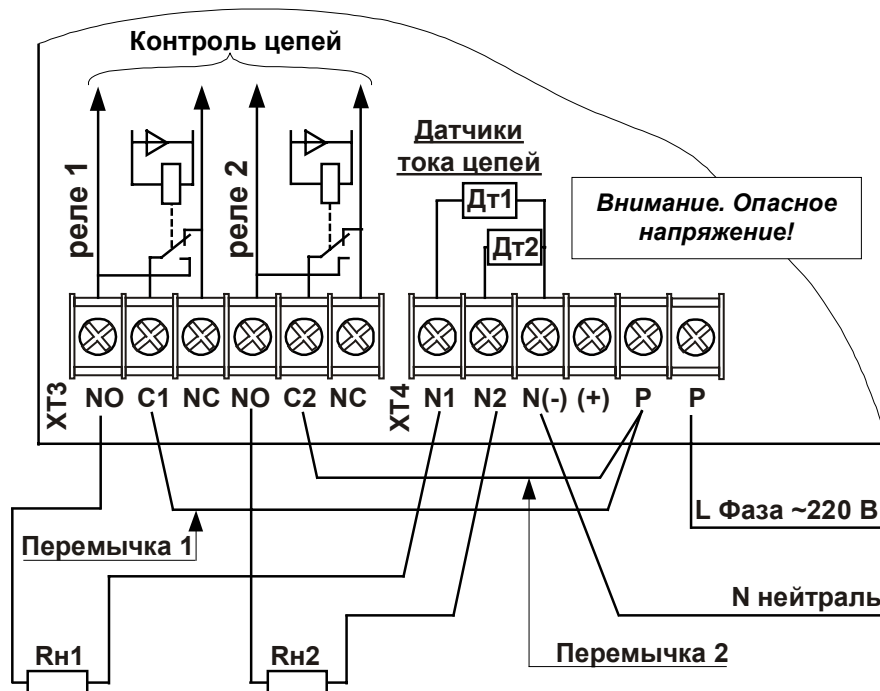 Контроль цепей
реле 1
реле 2
Датчики
тока цепей
Дт1
Дт2
Внимание. Опасное
напряжение!
XT3 NO C1 NC NO C2 NC
XT4 N1 N2 N(-) (+) P P
L Фаза ~220 В
Перемычка 1
N нейтраль
Rн1
Rн2
Перемычка 2